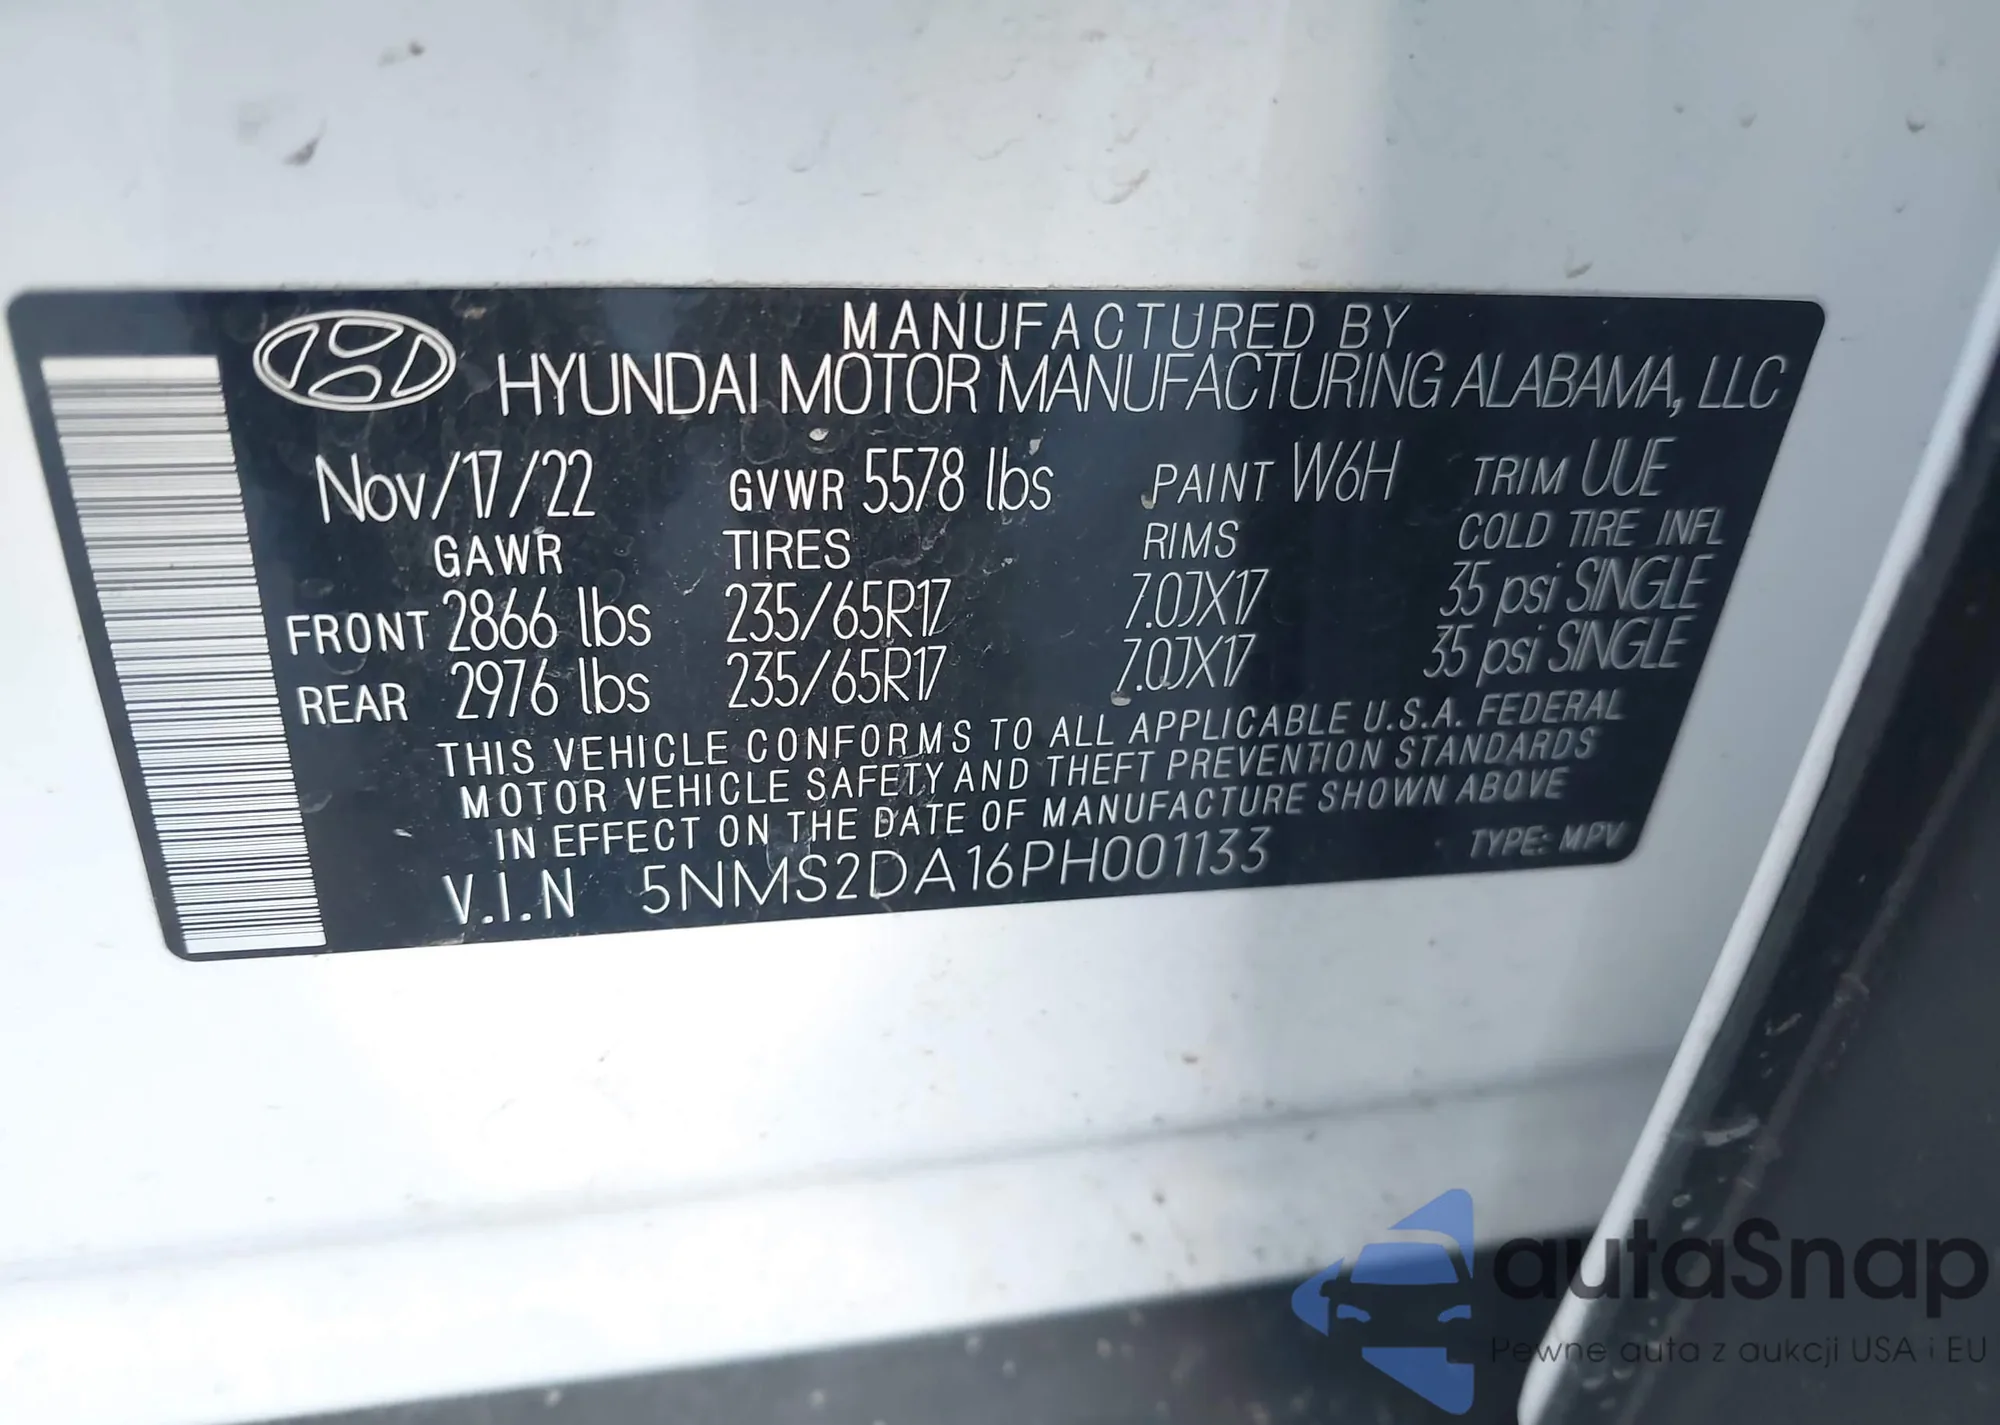 MANUFACTURED BY
HYUNDAI MOTOR MANUFACTURING ALABAMA, LLC
Nov/17/22 GVWR 5578 lbs PAINT W6H TRIM UUE
GAWR TIRES RIMS COLD TIRE INFL
FRONT 2866 lbs 235/65R17 7.0JX17 35 psi SINGLE
REAR 2976 lbs 235/65R17 7.0JX17 35 psi SINGLE
THIS VEHICLE CONFORMS TO ALL APPLICABLE U.S.A. FEDERAL
MOTOR VEHICLE SAFETY AND THEFT PREVENTION STANDARDS
IN EFFECT ON THE DATE OF MANUFACTURE SHOWN ABOVE
V.I.N 5NMS2DA16PH001133 TYPE: MPV
autaSnap
Pewne auta z aukcji USA i EU